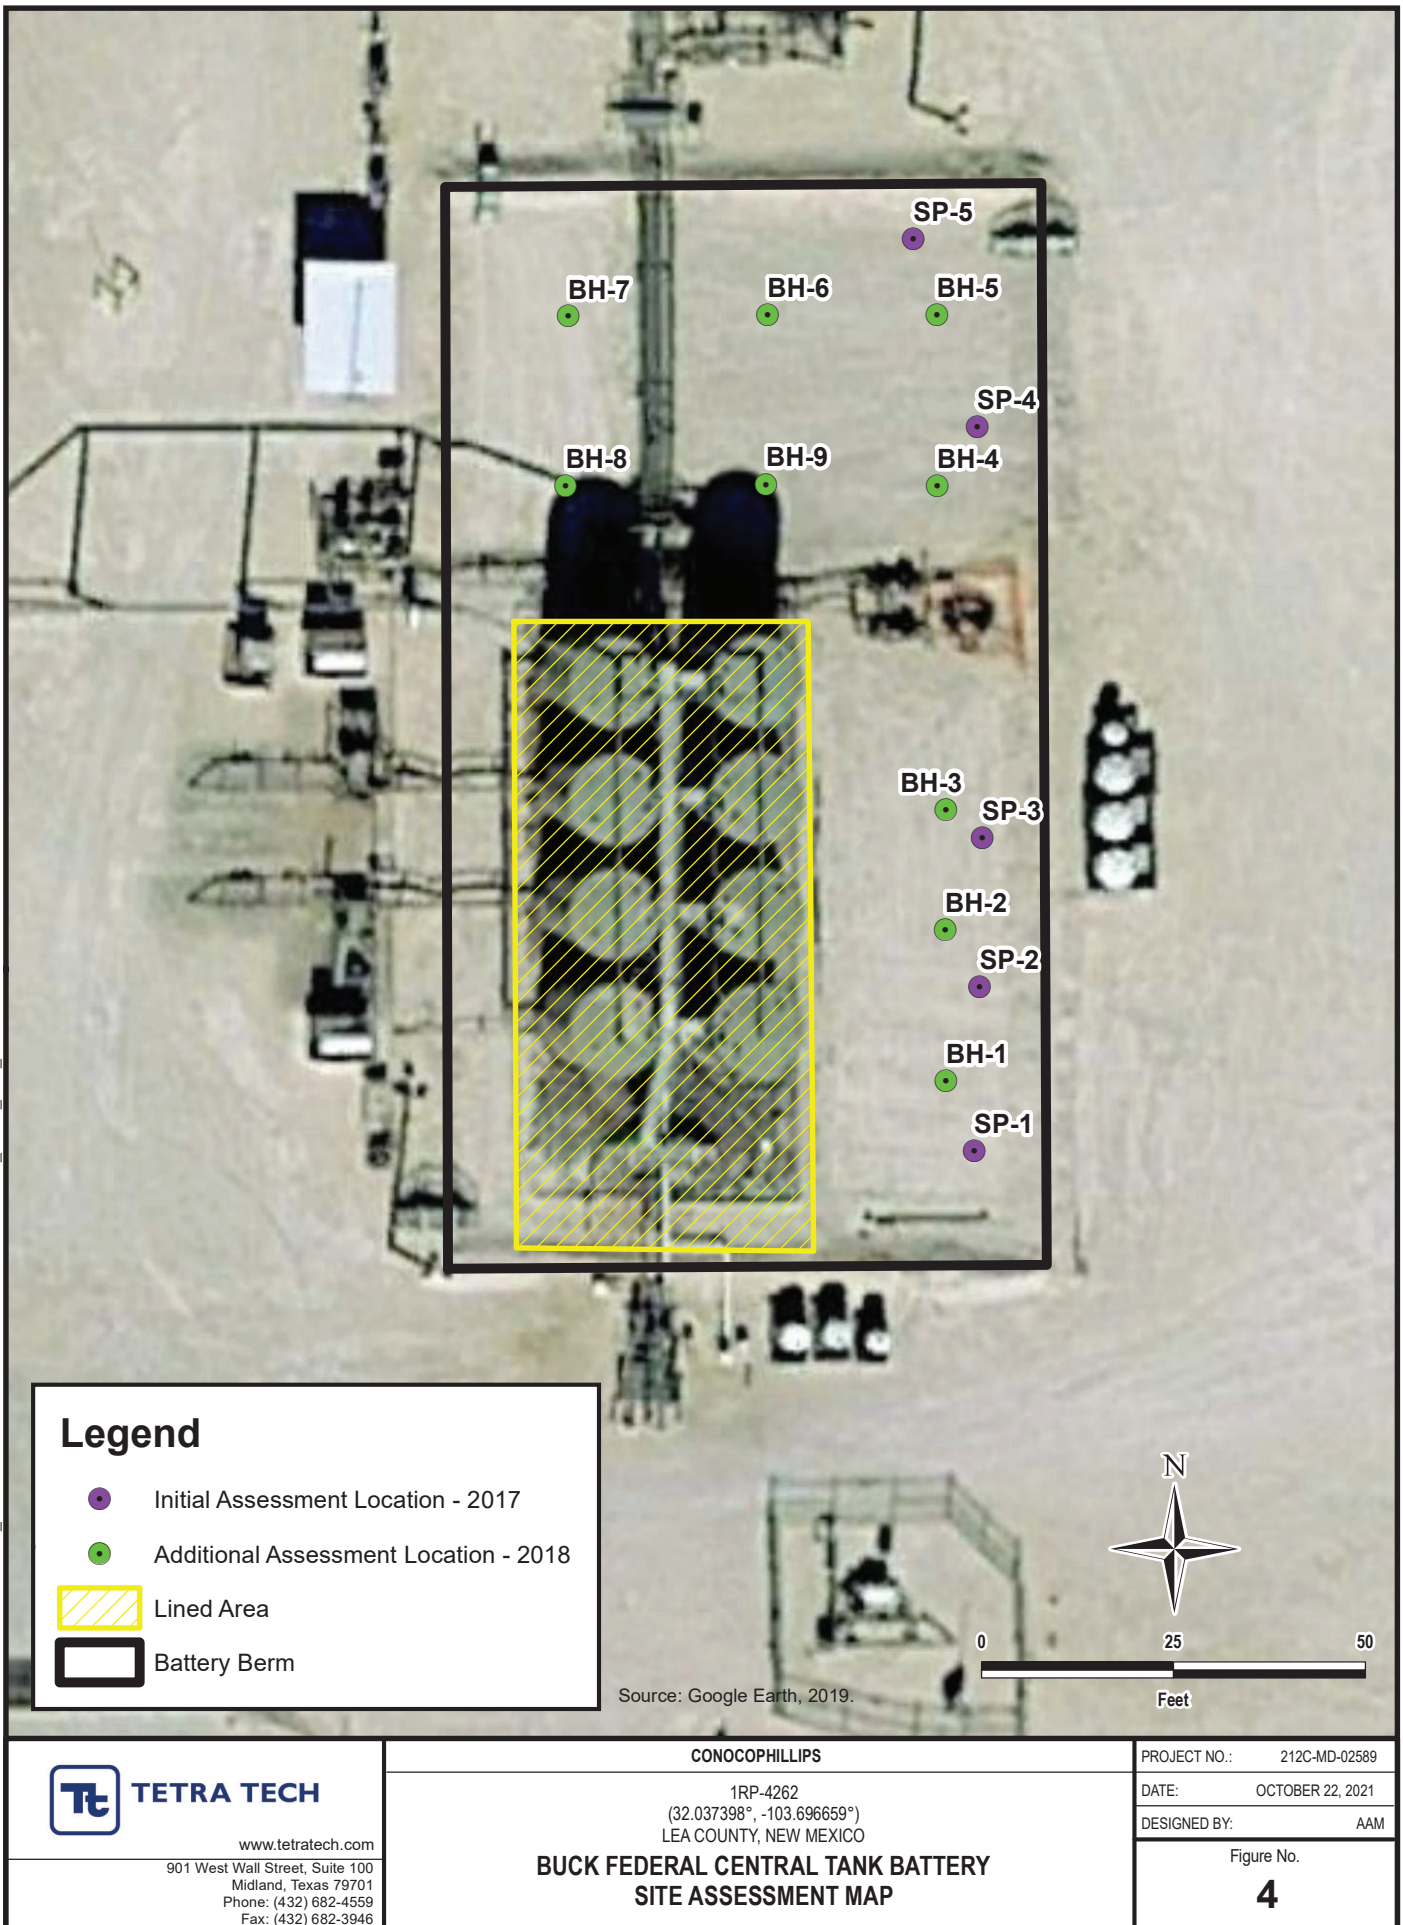 SP-5
BH-7
BH-6
BH-5
SP-4
BH-8
BH-9
BH-4
BH-3
SP-3
BH-2
SP-2
BH-1
SP-1
Legend
Initial Assessment Location - 2017
Additional Assessment Location - 2018
Lined Area
Battery Berm
N
0 25 50
Feet
Source: Google Earth, 2019.
Tt TETRA TECH
www.tetratech.com
901 West Wall Street, Suite 100
Midland, Texas 79701
Phone: (432) 682-4559
Fax: (432) 682-3946
CONOCOPHILLIPS
1RP-4262
(32.037398°, -103.696659°)
LEA COUNTY, NEW MEXICO
BUCK FEDERAL CENTRAL TANK BATTERY
SITE ASSESSMENT MAP
PROJECT NO.: 212C-MD-02589
DATE: OCTOBER 22, 2021
DESIGNED BY: AAM
Figure No.
4